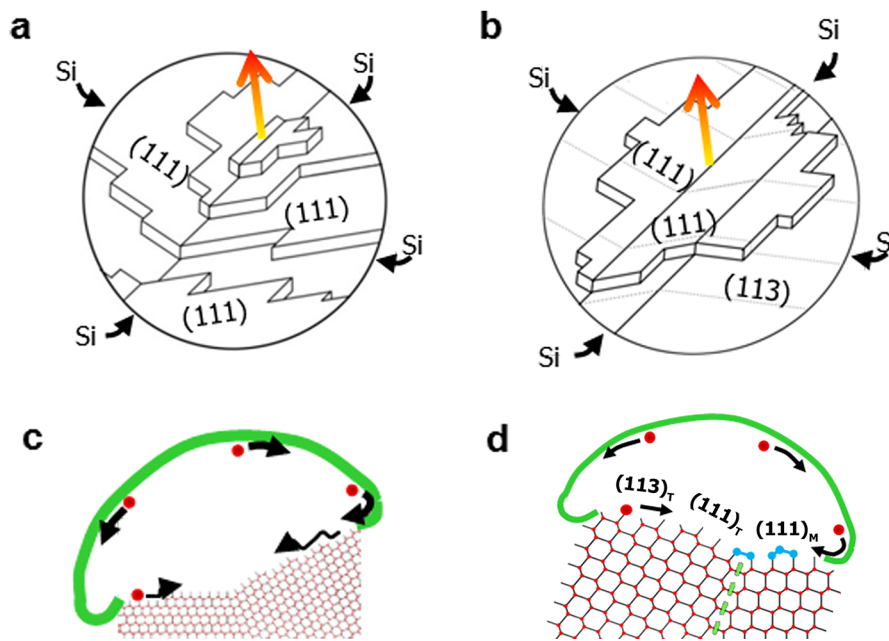 a
b
Si
Si
Si
Si
(111)
(111)
(111)
(111)
(111)
(113)
Si
S
Si
Si
c
d
(113)T
(111)T
(111)M